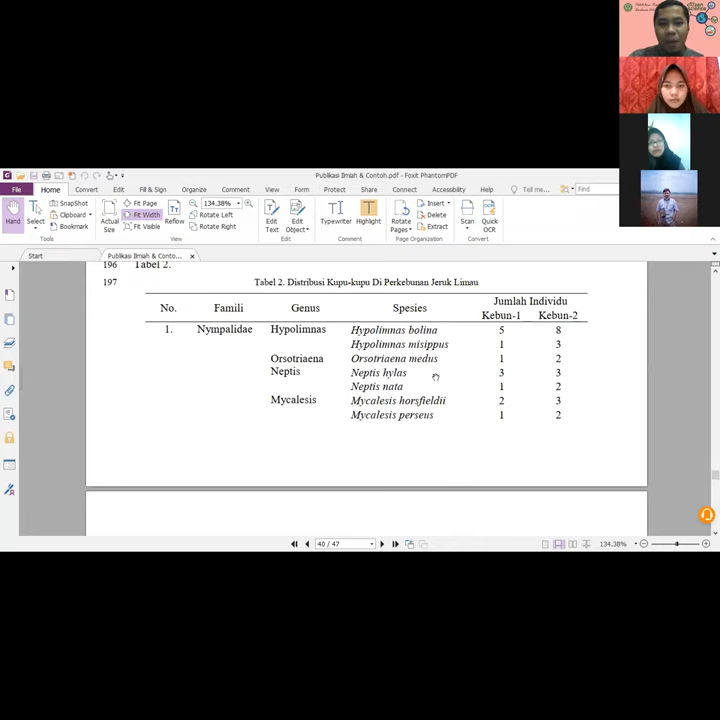 Publikasi Ilmiah & Contoh.pdf - Foxit PhantomPDF
File Home Convert Edit Fill & Sign Organize Comment View Form Protect Share Connect Accessibility Help Tell me... Find
Hand Select SnapShot Clipboard Bookmark Actual Size Fit Page Fit Width Fit Visible Reflow 134.38% Rotate Left Rotate Right Edit Text Edit Object Typewriter Highlight Rotate Pages Insert Delete Extract Scan Quick OCR
Tools View Edit Comment Page Organization Convert
Start Publikasi Ilmiah & Conto...
196 Tabel 2.
197 Tabel 2. Distribusi Kupu-kupu Di Perkebunan Jeruk Limau
No. Famili Genus Spesies Jumlah Individu
Kebun-1 Kebun-2
1. Nympalidae Hypolimnas Hypolimnas bolina 5 8
Hypolimnas misippus 1 3
Orsotriaena Orsotriaena medus 1 2
Neptis Neptis hylas 3 3
Neptis nata 1 2
Mycalesis Mycalesis horsfieldii 2 3
Mycalesis perseus 1 2
40 / 47 134.38%